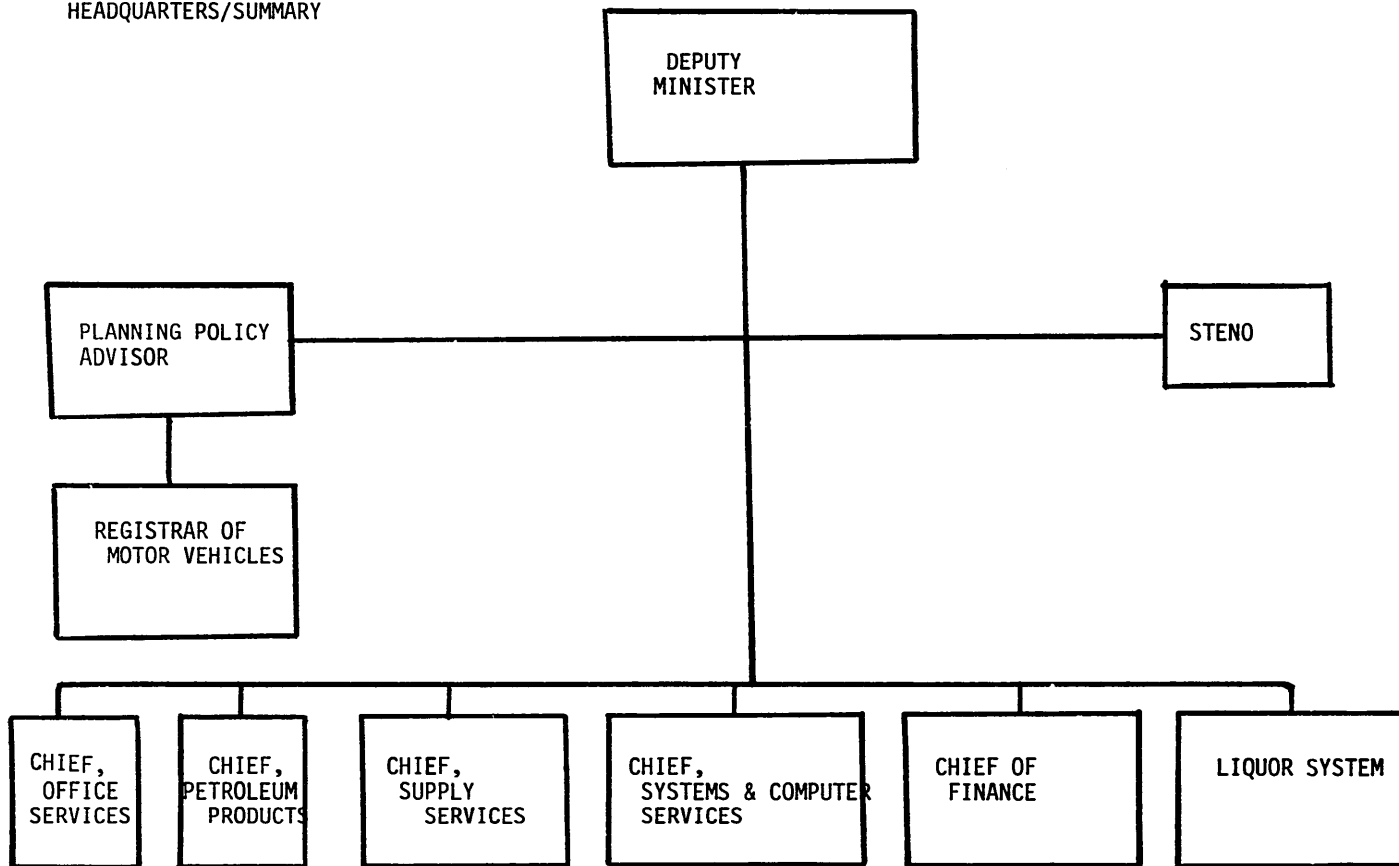 HEADQUARTERS/SUMMARY
DEPUTY
MINISTER
PLANNING POLICY
ADVISOR
STENO
REGISTRAR OF
MOTOR VEHICLES
CHIEF,
OFFICE
SERVICES
CHIEF,
PETROLEUM
PRODUCTS
CHIEF,
SUPPLY
SERVICES
CHIEF,
SYSTEMS & COMPUTER
SERVICES
CHIEF OF
FINANCE
LIQUOR SYSTEM